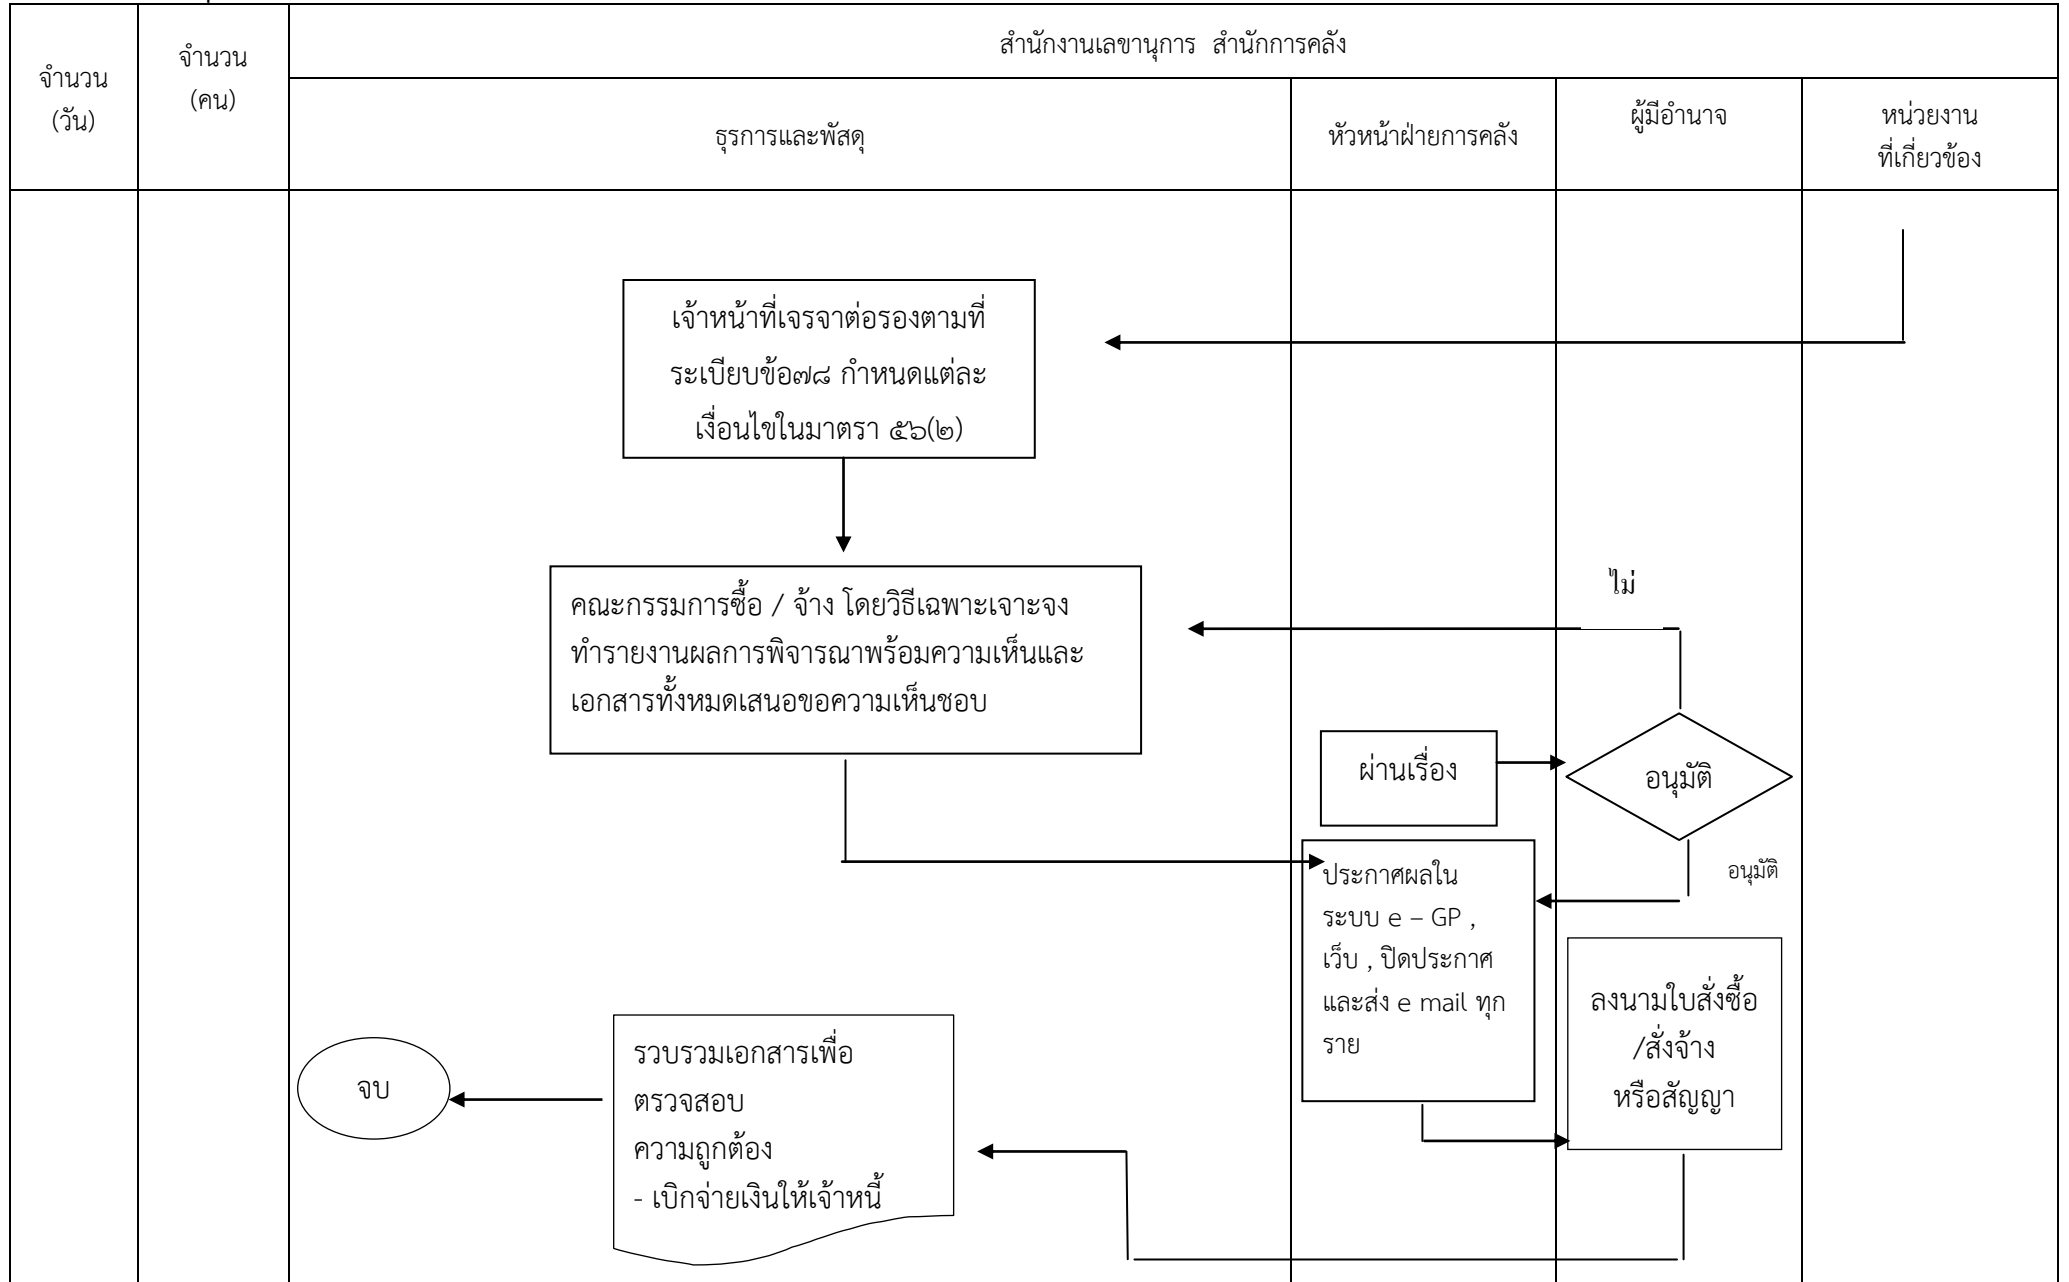 สำนักงานเลขานุการ สำนักการคลัง
จำนวน
(วัน)
จำนวน
(คน)
ธุรการและพัสดุ
หัวหน้าฝ่ายการคลัง
ผู้มีอำนาจ
หน่วยงาน
ที่เกี่ยวข้อง
เจ้าหน้าที่เจรจาต่อรองตามที่
ระเบียบข้อ๗๘ กำหนดแต่ละ
เงื่อนไขในมาตรา ๕๖(๒)
คณะกรรมการซื้อ / จ้าง โดยวิธีเฉพาะเจาะจง
ทำรายงานผลการพิจารณาพร้อมความเห็นและ
เอกสารทั้งหมดเสนอขอความเห็นชอบ
ไม่
ผ่านเรื่อง
อนุมัติ
อนุมัติ
ประกาศผลใน
ระบบ e – GP ,
เว็บ , ปิดประกาศ
และส่ง e mail ทุก
ราย
ลงนามใบสั่งซื้อ
/สั่งจ้าง
หรือสัญญา
รวบรวมเอกสารเพื่อ
ตรวจสอบ
ความถูกต้อง
- เบิกจ่ายเงินให้เจ้าหนี้
จบ